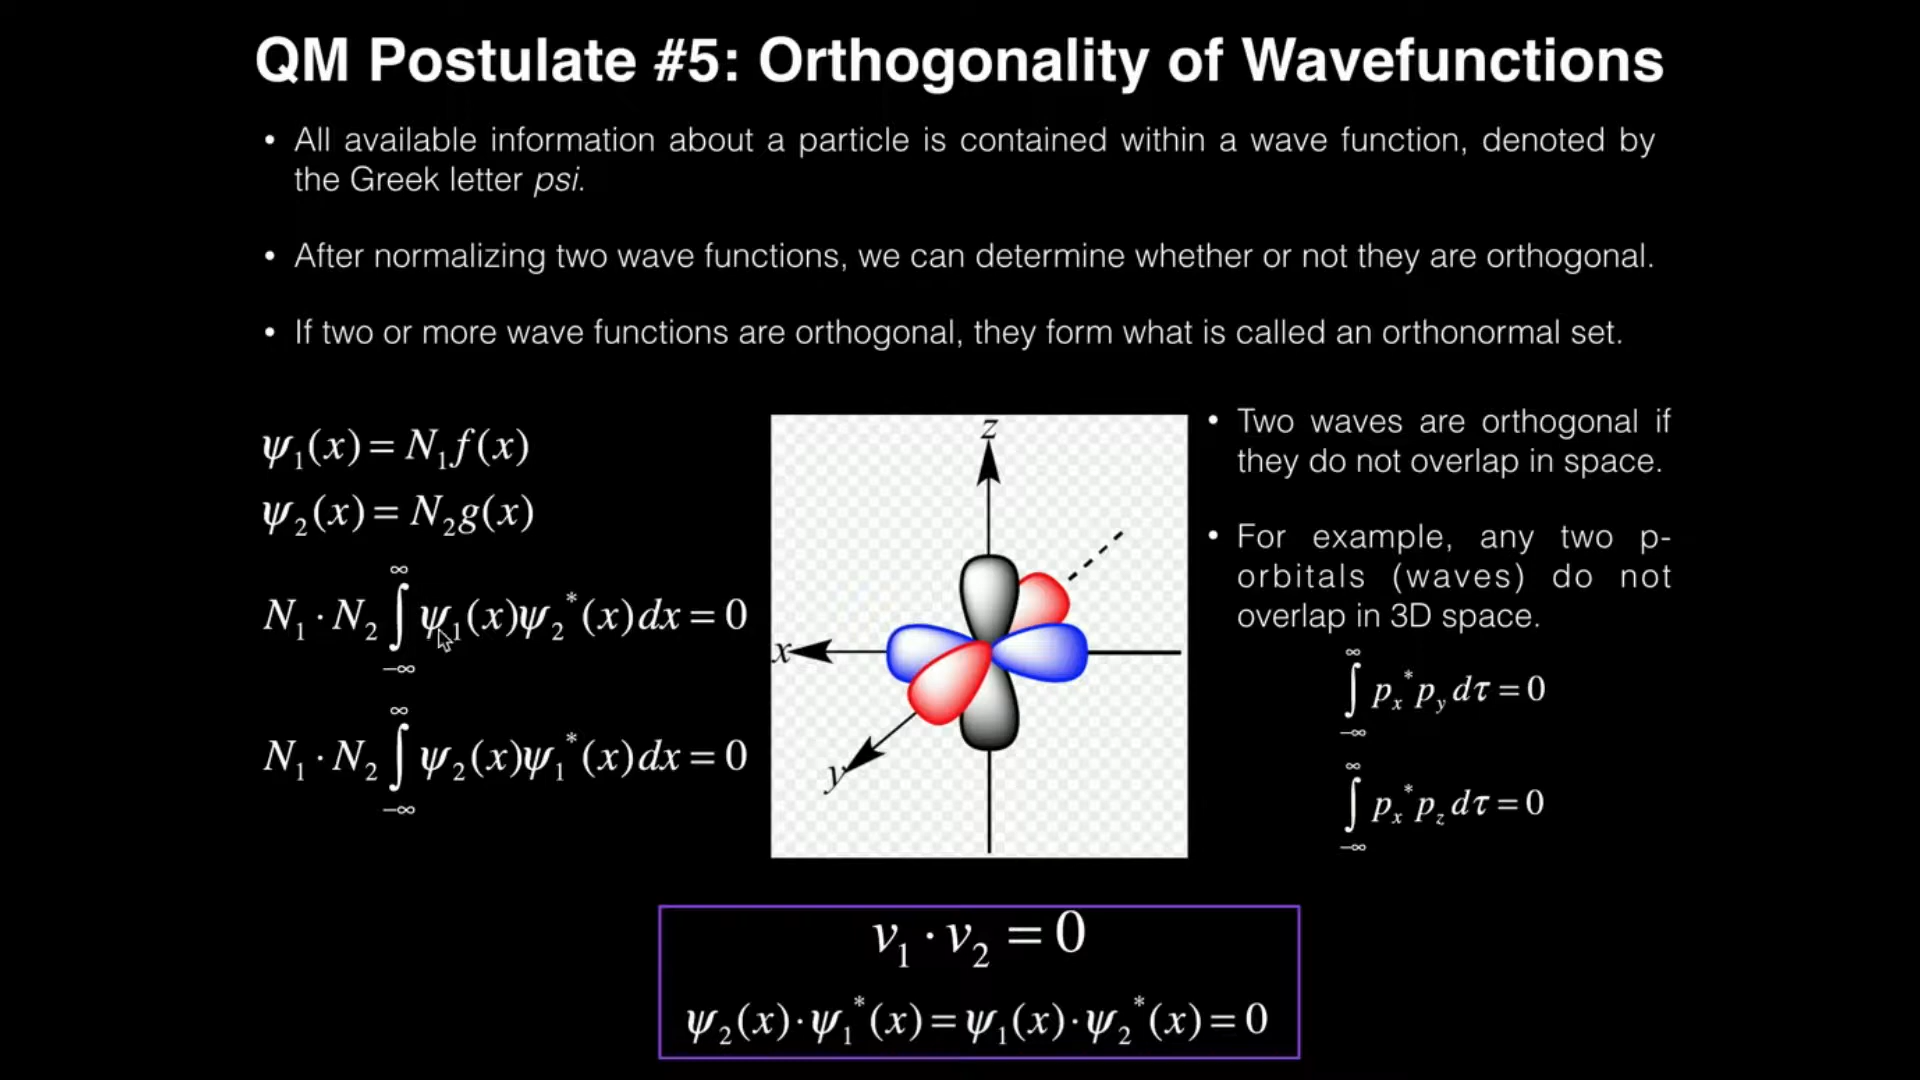 QM Postulate #5: Orthogonality of Wavefunctions
• All available information about a particle is contained within a wave function, denoted by
the Greek letter psi.
• After normalizing two wave functions, we can determine whether or not they are orthogonal.
• If two or more wave functions are orthogonal, they form what is called an orthonormal set.
ψ₁(x) = N₁f(x)
ψ₂(x) = N₂g(x)
N₁ · N₂ ∫_{-∞}^{∞} ψ₁(x)ψ₂*(x)dx = 0
N₁ · N₂ ∫_{-∞}^{∞} ψ₂(x)ψ₁*(x)dx = 0
z
x
y
• Two waves are orthogonal if
they do not overlap in space.
• For example, any two p-
orbitals (waves) do not
overlap in 3D space.
∫_{-∞}^{∞} pₓ*p_y dτ = 0
∫_{-∞}^{∞} pₓ*p_z dτ = 0
v₁ · v₂ = 0
ψ₂(x)·ψ₁*(x) = ψ₁(x)·ψ₂*(x) = 0